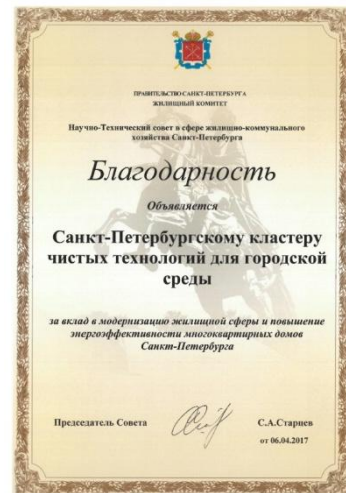 ПРАВИТЕЛЬСТВО САНКТ-ПЕТЕРБУРГА
ЖИЛИЩНЫЙ КОМИТЕТ
Научно-Технический совет в сфере жилищно-коммунального
хозяйства Санкт-Петербурга
Благодарность
Объявляется
Санкт-Петербургскому кластеру
чистых технологий для городской
среды
за вклад в модернизацию жилищной сферы и повышение
энергоэффективности многоквартирных домов
Санкт-Петербурга
Председатель Совета
С.А.Старцев
от 06.04.2017